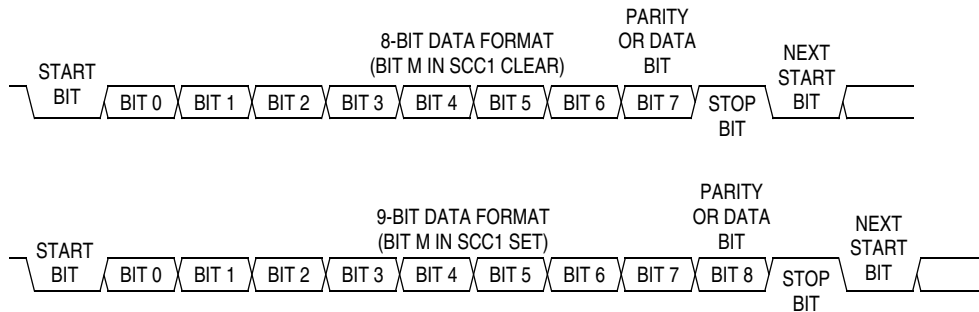 8-BIT DATA FORMAT
(BIT M IN SCC1 CLEAR)
PARITY
OR DATA
BIT
START
BIT
BIT 0 BIT 1 BIT 2 BIT 3 BIT 4 BIT 5 BIT 6 BIT 7
STOP
BIT
NEXT
START
BIT
9-BIT DATA FORMAT
(BIT M IN SCC1 SET)
PARITY
OR DATA
BIT
START
BIT
BIT 0 BIT 1 BIT 2 BIT 3 BIT 4 BIT 5 BIT 6 BIT 7 BIT 8
STOP
BIT
NEXT
START
BIT